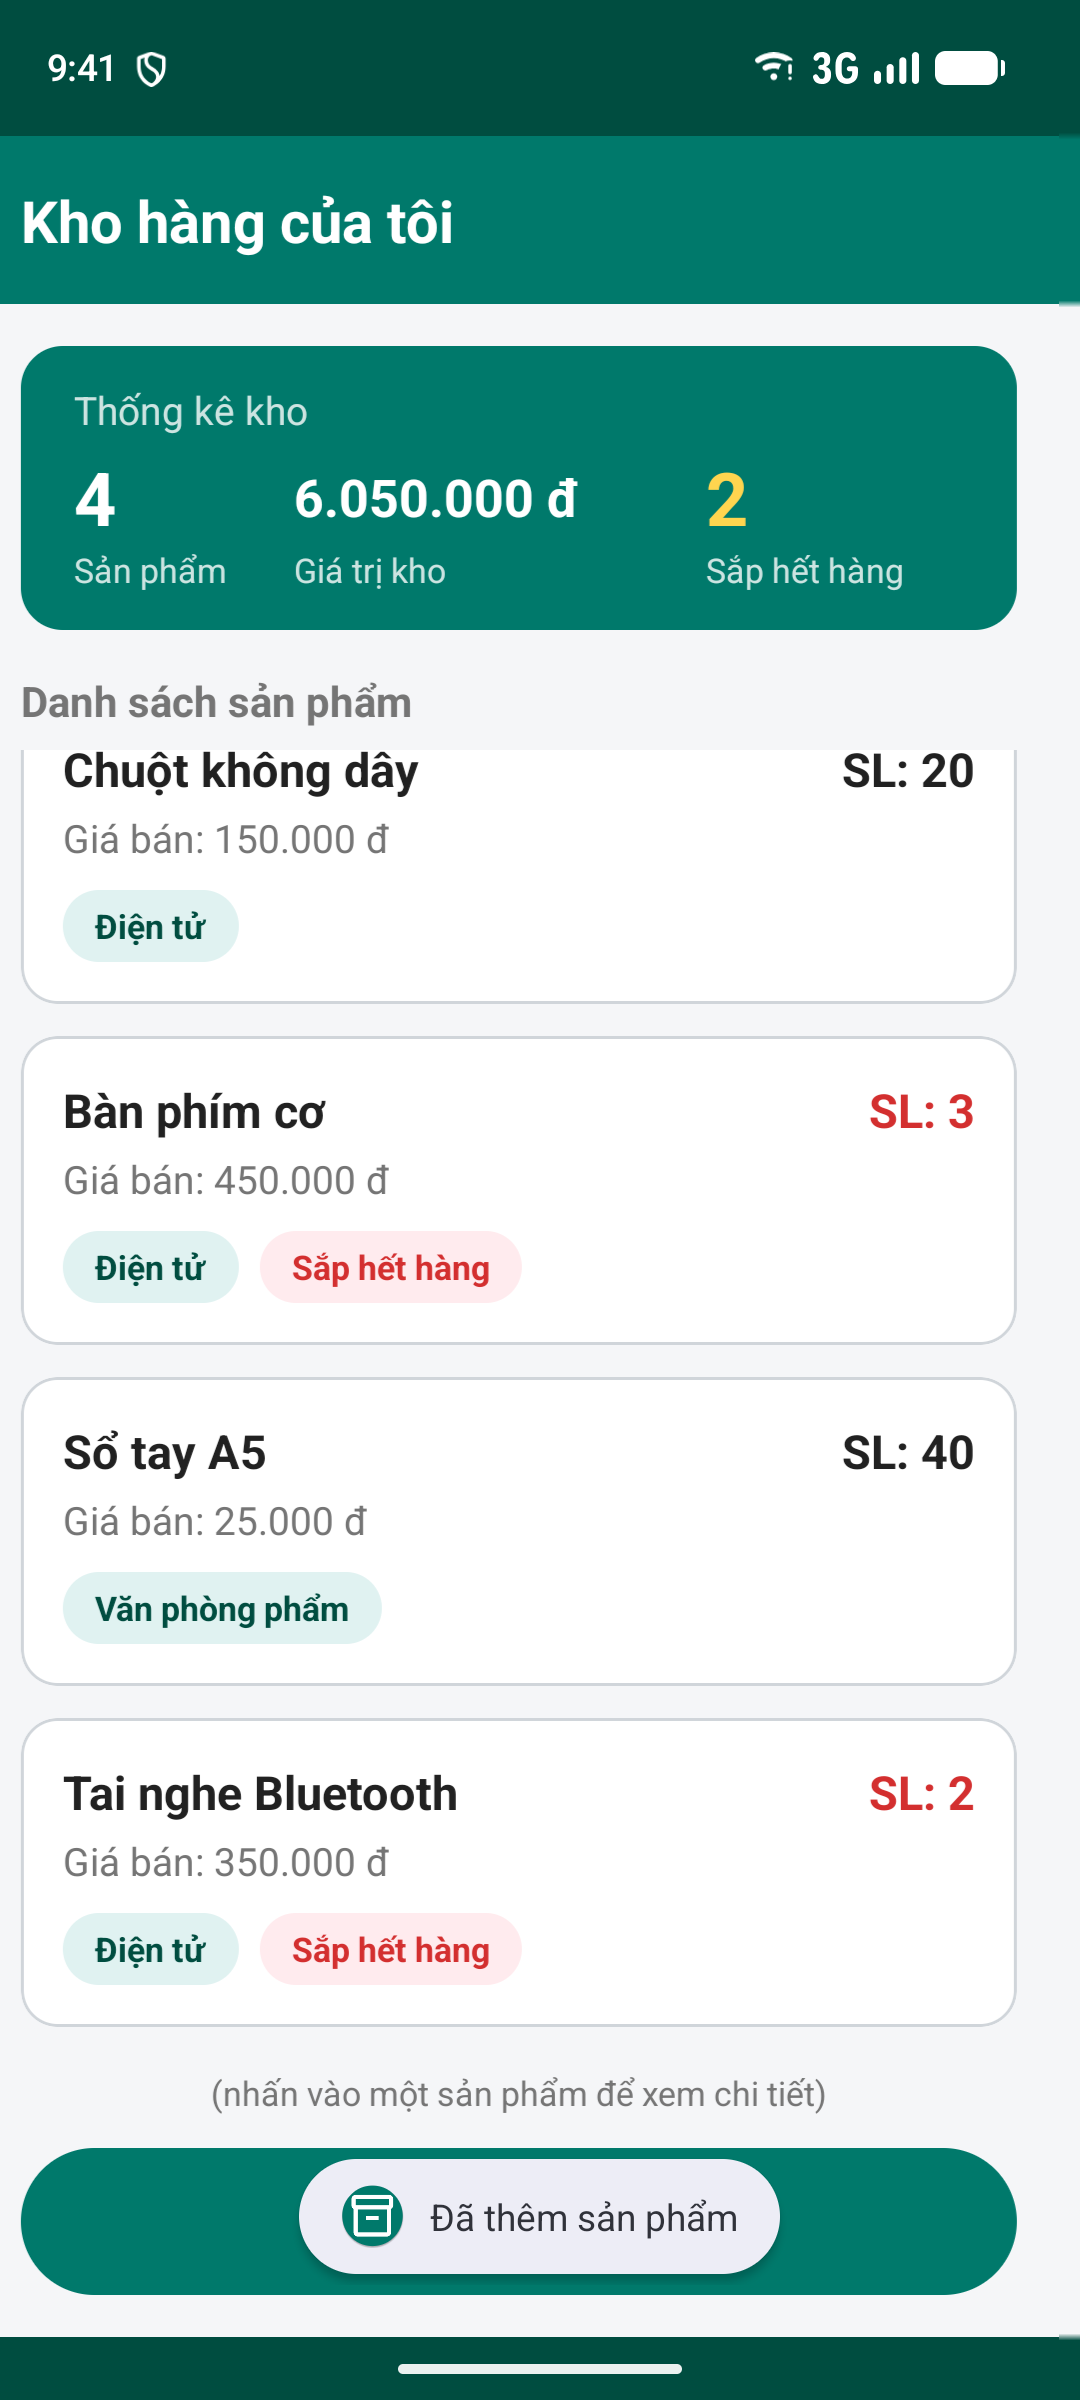 9:41 3G
Kho hàng của tôi
Thống kê kho
4 6.050.000 đ 2
Sản phẩm Giá trị kho Sắp hết hàng
Danh sách sản phẩm
Chuột không dây SL: 20
Giá bán: 150.000 đ
Điện tử
Bàn phím cơ SL: 3
Giá bán: 450.000 đ
Điện tử Sắp hết hàng
Sổ tay A5 SL: 40
Giá bán: 25.000 đ
Văn phòng phẩm
Tai nghe Bluetooth SL: 2
Giá bán: 350.000 đ
Điện tử Sắp hết hàng
(nhấn vào một sản phẩm để xem chi tiết)
Đã thêm sản phẩm